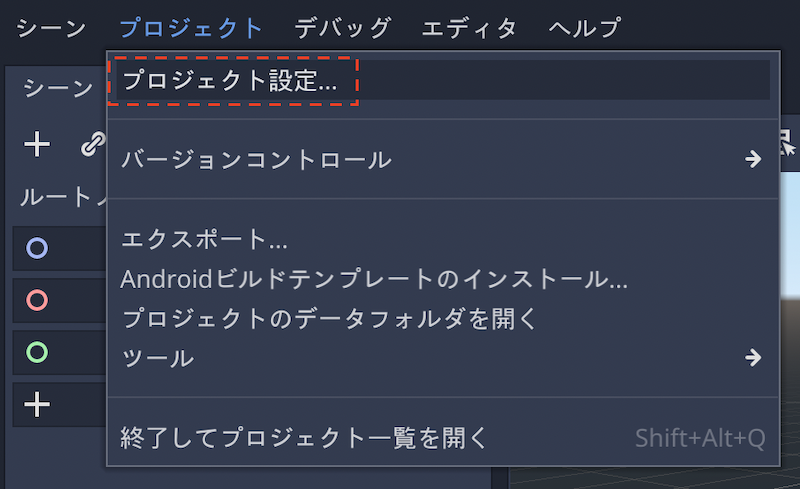 シーン プロジェクト デバッグ エディタ ヘルプ
シーン
プロジェクト設定...
バージョンコントロール
ルートノ
エクスポート...
Androidビルドテンプレートのインストール...
プロジェクトのデータフォルダを開く
ツール
終了してプロジェクト一覧を開く Shift+Alt+Q